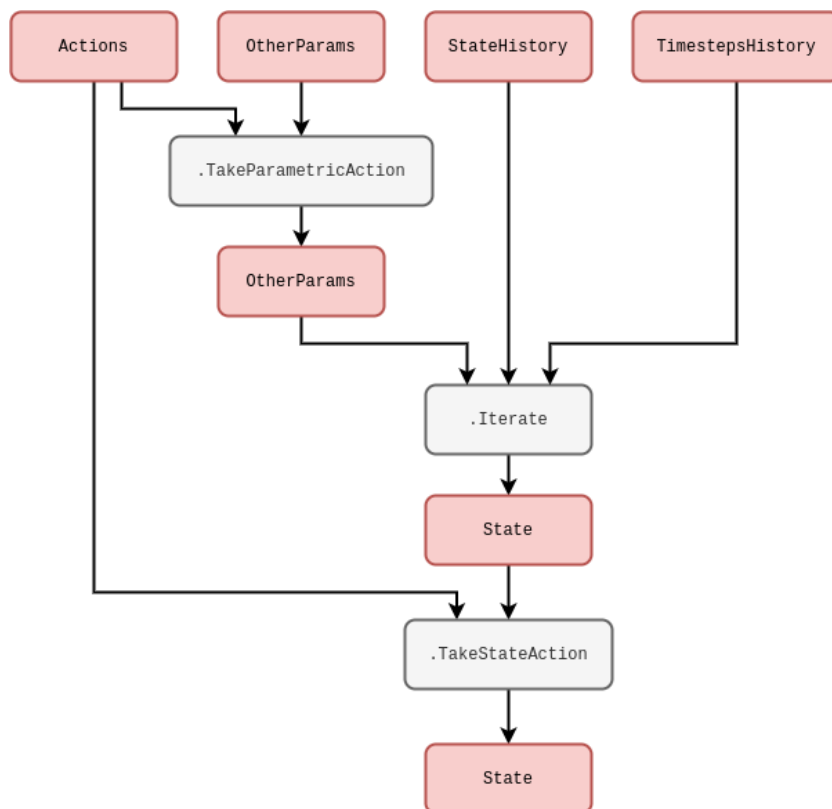 Actions
OtherParams
StateHistory
TimestepsHistory
.TakeParametricAction
OtherParams
.Iterate
State
.TakeStateAction
State